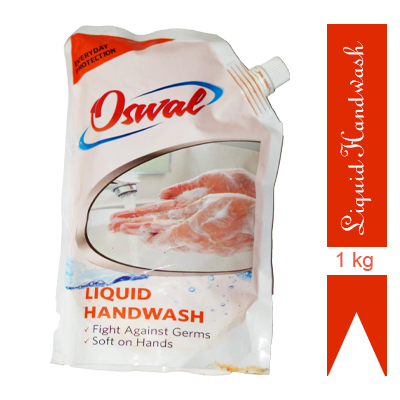 EVERYDAY
PROTECTION
Oswal
LIQUID
HANDWASH
✓ Fight Against Germs
✓ Soft on Hands
Liquid Handwash
1 kg